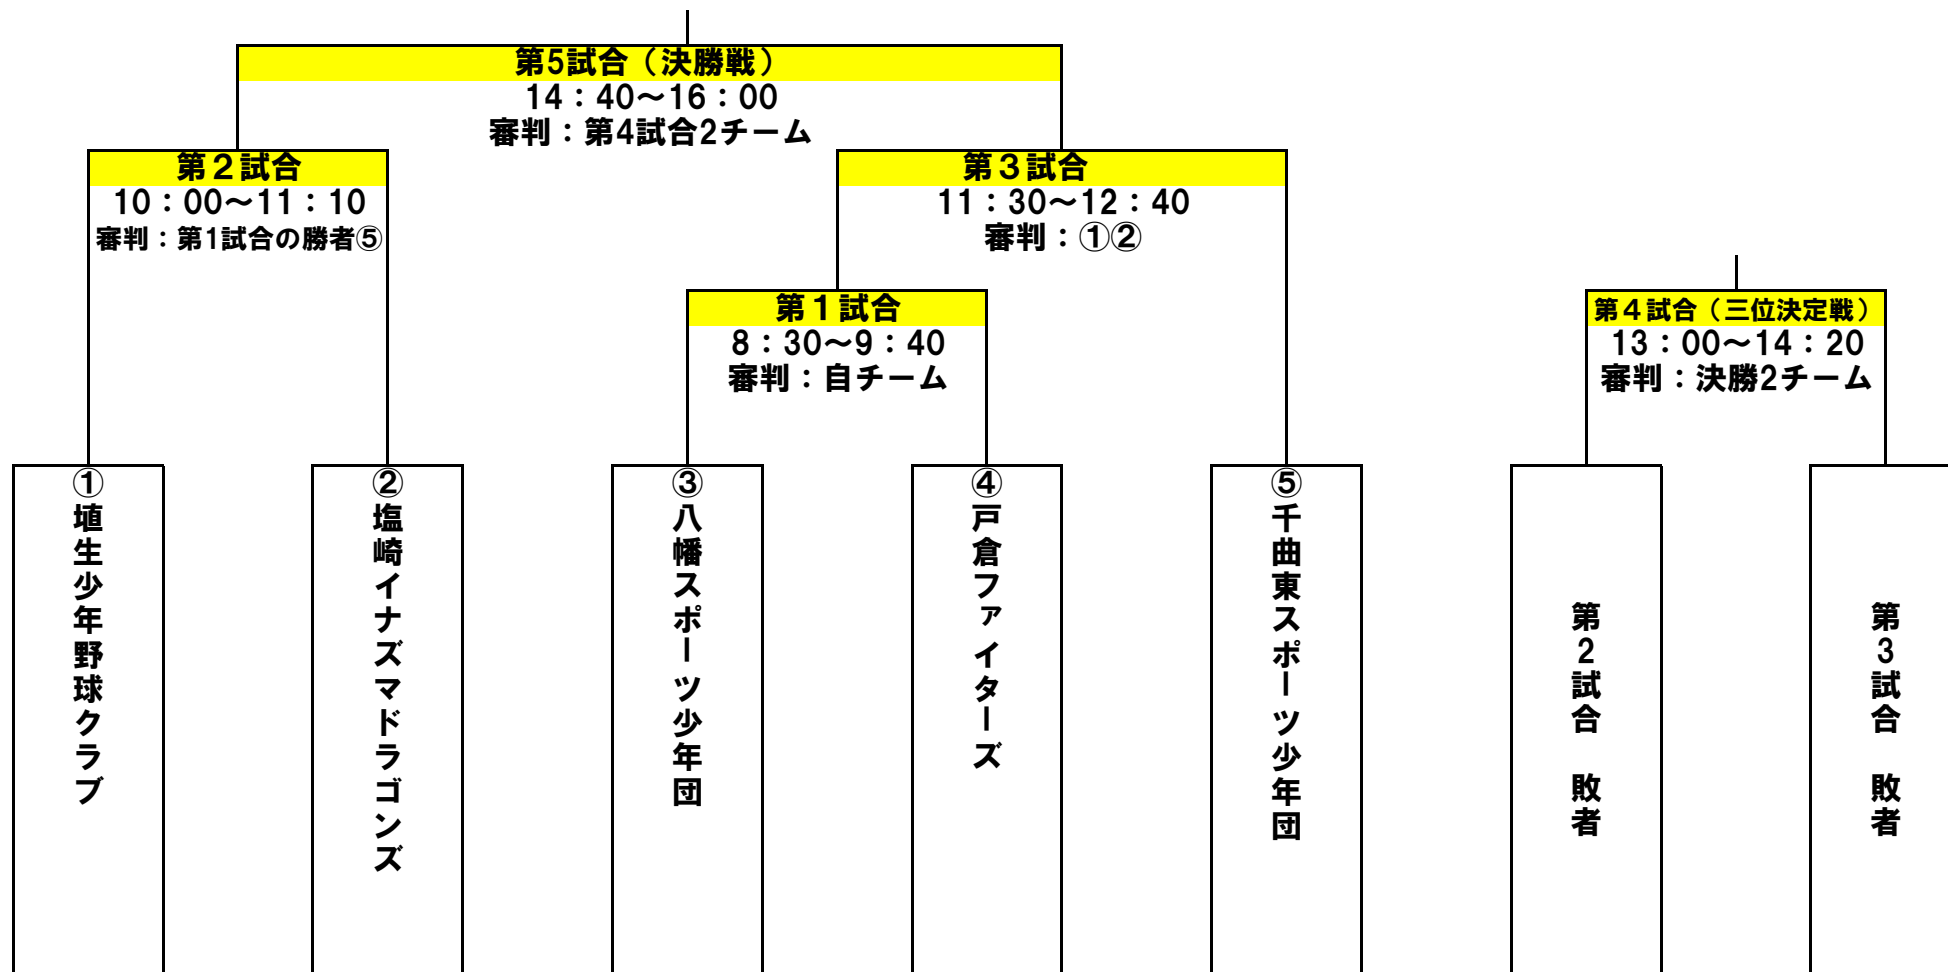 第5試合（決勝戦）
14：40～16：00
審判：第4試合2チーム
第２試合
10：00～11：10
審判：第1試合の勝者⑤
第３試合
11：30～12：40
審判：①②
第１試合
8：30～9：40
審判：自チーム
第４試合（三位決定戦）
13：00～14：20
審判：決勝2チーム
①埴生少年野球クラブ
②塩崎イナズマドラゴンズ
③八幡スポーツ少年団
④戸倉ファイターズ
⑤千曲東スポーツ少年団
第2試合　敗者
第3試合　敗者